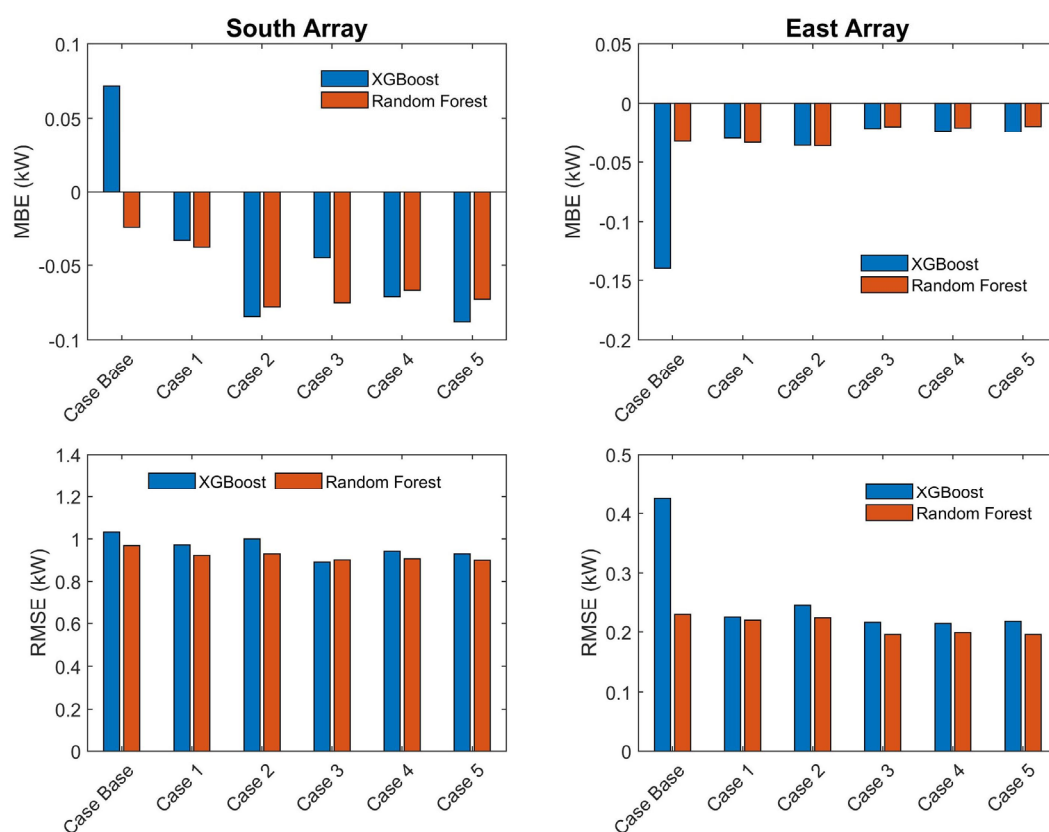 South Array
0.1
0.05
0
-0.05
-0.1
MBE (kW)
XGBoost
Random Forest
Case Base
Case 1
Case 2
Case 3
Case 4
Case 5
East Array
0.05
0
-0.05
-0.1
-0.15
-0.2
MBE (kW)
XGBoost
Random Forest
Case Base
Case 1
Case 2
Case 3
Case 4
Case 5
1.4
1.2
1
0.8
0.6
0.4
0.2
0
RMSE (kW)
XGBoost
Random Forest
Case Base
Case 1
Case 2
Case 3
Case 4
Case 5
0.5
0.4
0.3
0.2
0.1
0
RMSE (kW)
XGBoost
Random Forest
Case Base
Case 1
Case 2
Case 3
Case 4
Case 5